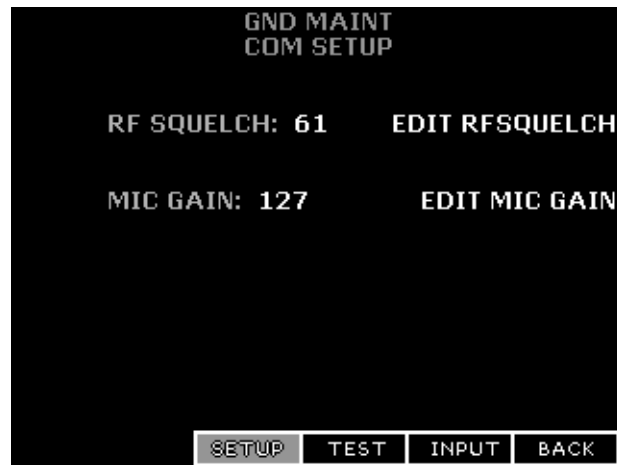 GND MAINT
COM SETUP
RF SQUELCH: 61 EDIT RFSQUELCH
MIC GAIN: 127 EDIT MIC GAIN
SETUP TEST INPUT BACK